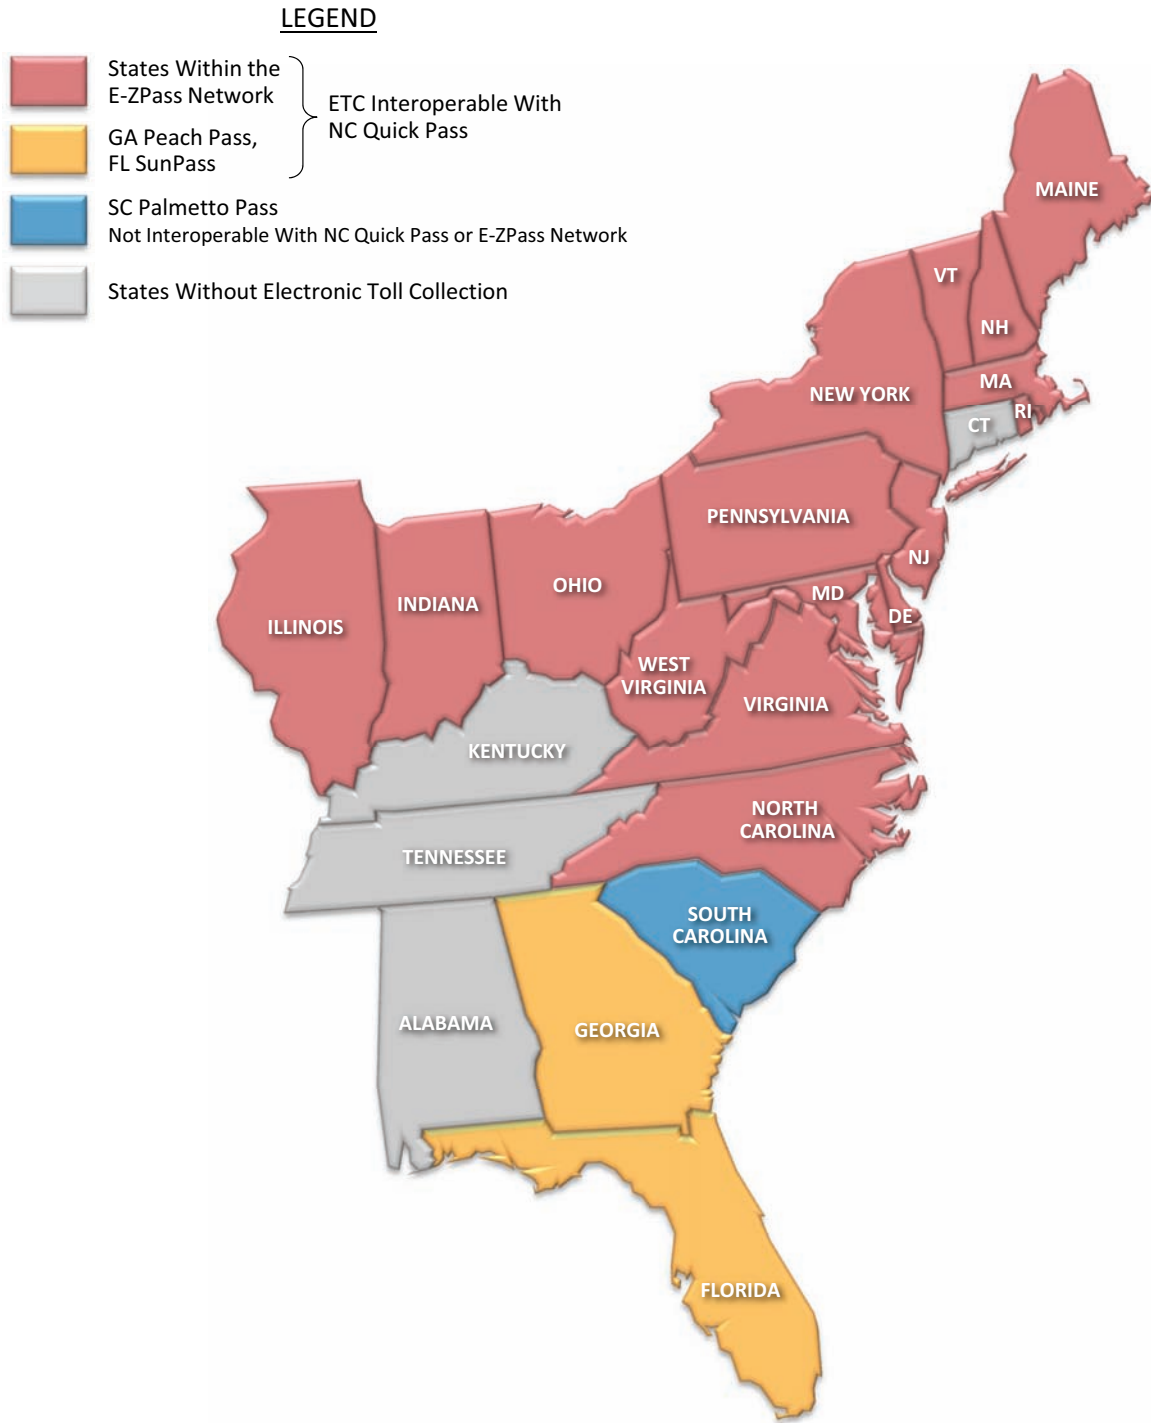 LEGEND
States Within the
E-ZPass Network
ETC Interoperable With
NC Quick Pass
GA Peach Pass,
FL SunPass
SC Palmetto Pass
Not Interoperable With NC Quick Pass or E-ZPass Network
States Without Electronic Toll Collection
MAINE
VT
NH
NEW YORK
MA
RI
CT
PENNSYLVANIA
NJ
OHIO
MD
INDIANA
DE
ILLINOIS
WEST
VIRGINIA
VIRGINIA
KENTUCKY
NORTH
CAROLINA
TENNESSEE
SOUTH
CAROLINA
ALABAMA
GEORGIA
FLORIDA